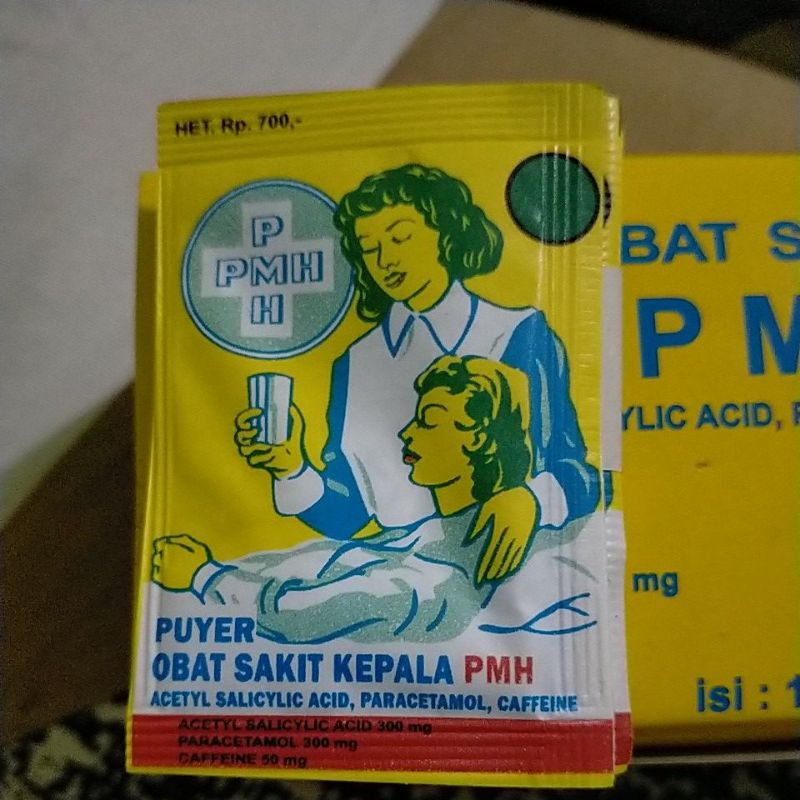 HET. Rp. 700,-
P
PMH
H
PUYER
OBAT SAKIT KEPALA PMH
ACETYL SALICYLIC ACID, PARACETAMOL, CAFFEINE
ACETYL SALICYLIC ACID 300 mg
PARACETAMOL 300 mg
CAFFEINE 50 mg
BAT S
P M
YLIC ACID, P
mg
isi : 1